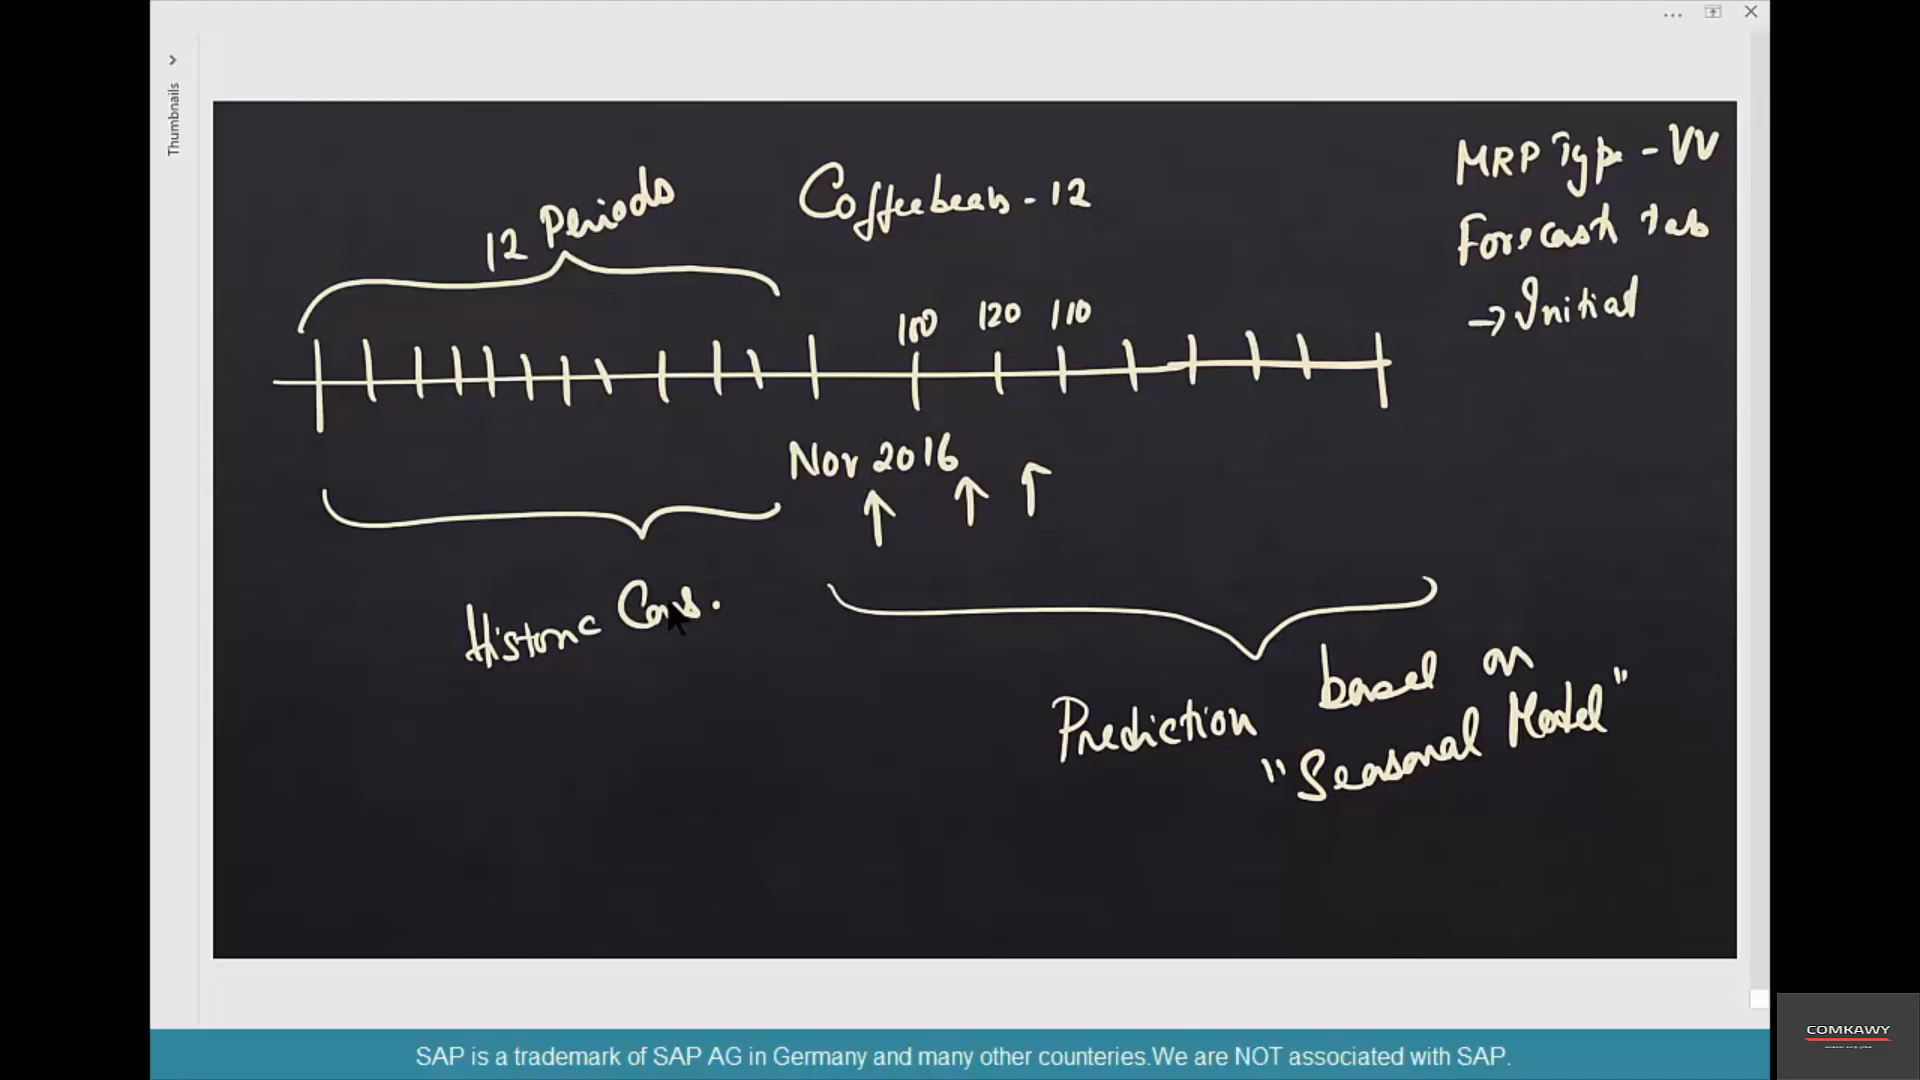 Thumbnails
12 Periods
Coffeebeans - 12
MRP Type - VV
Forecast tab
→ Initial
100 120 110
Nov 2016
Historic Cons.
Prediction based on
"Seasonal Model"
SAP is a trademark of SAP AG in Germany and many other counteries.We are NOT associated with SAP.
COMKAWY